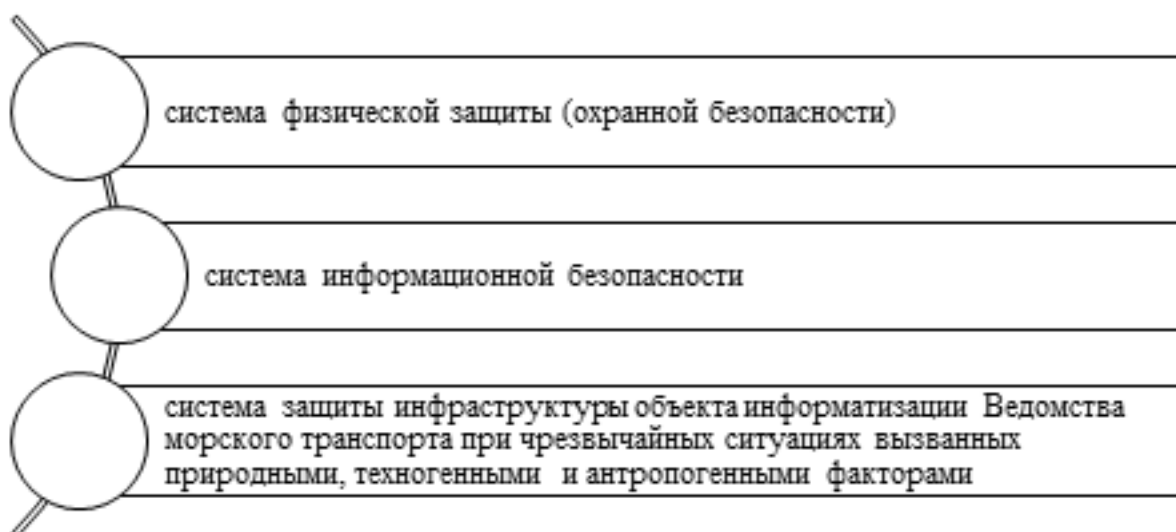 система физической защиты (охранной безопасности)
система информационной безопасности
система защиты инфраструктуры объекта информатизации Ведомства
морского транспорта при чрезвычайных ситуациях вызванных
природными, техногенными и антропогенными факторами